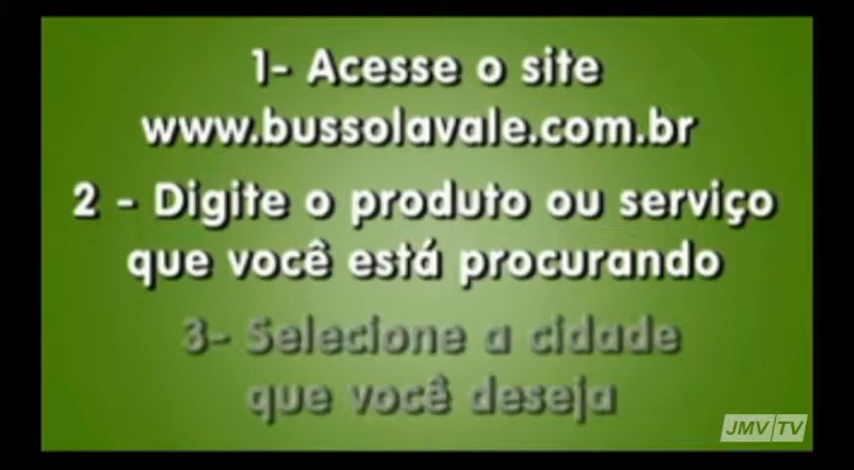 1- Acesse o site
www.bussolavale.com.br
2 - Digite o produto ou serviço
que você está procurando
3- Selecione a cidade
que você deseja
JMV TV